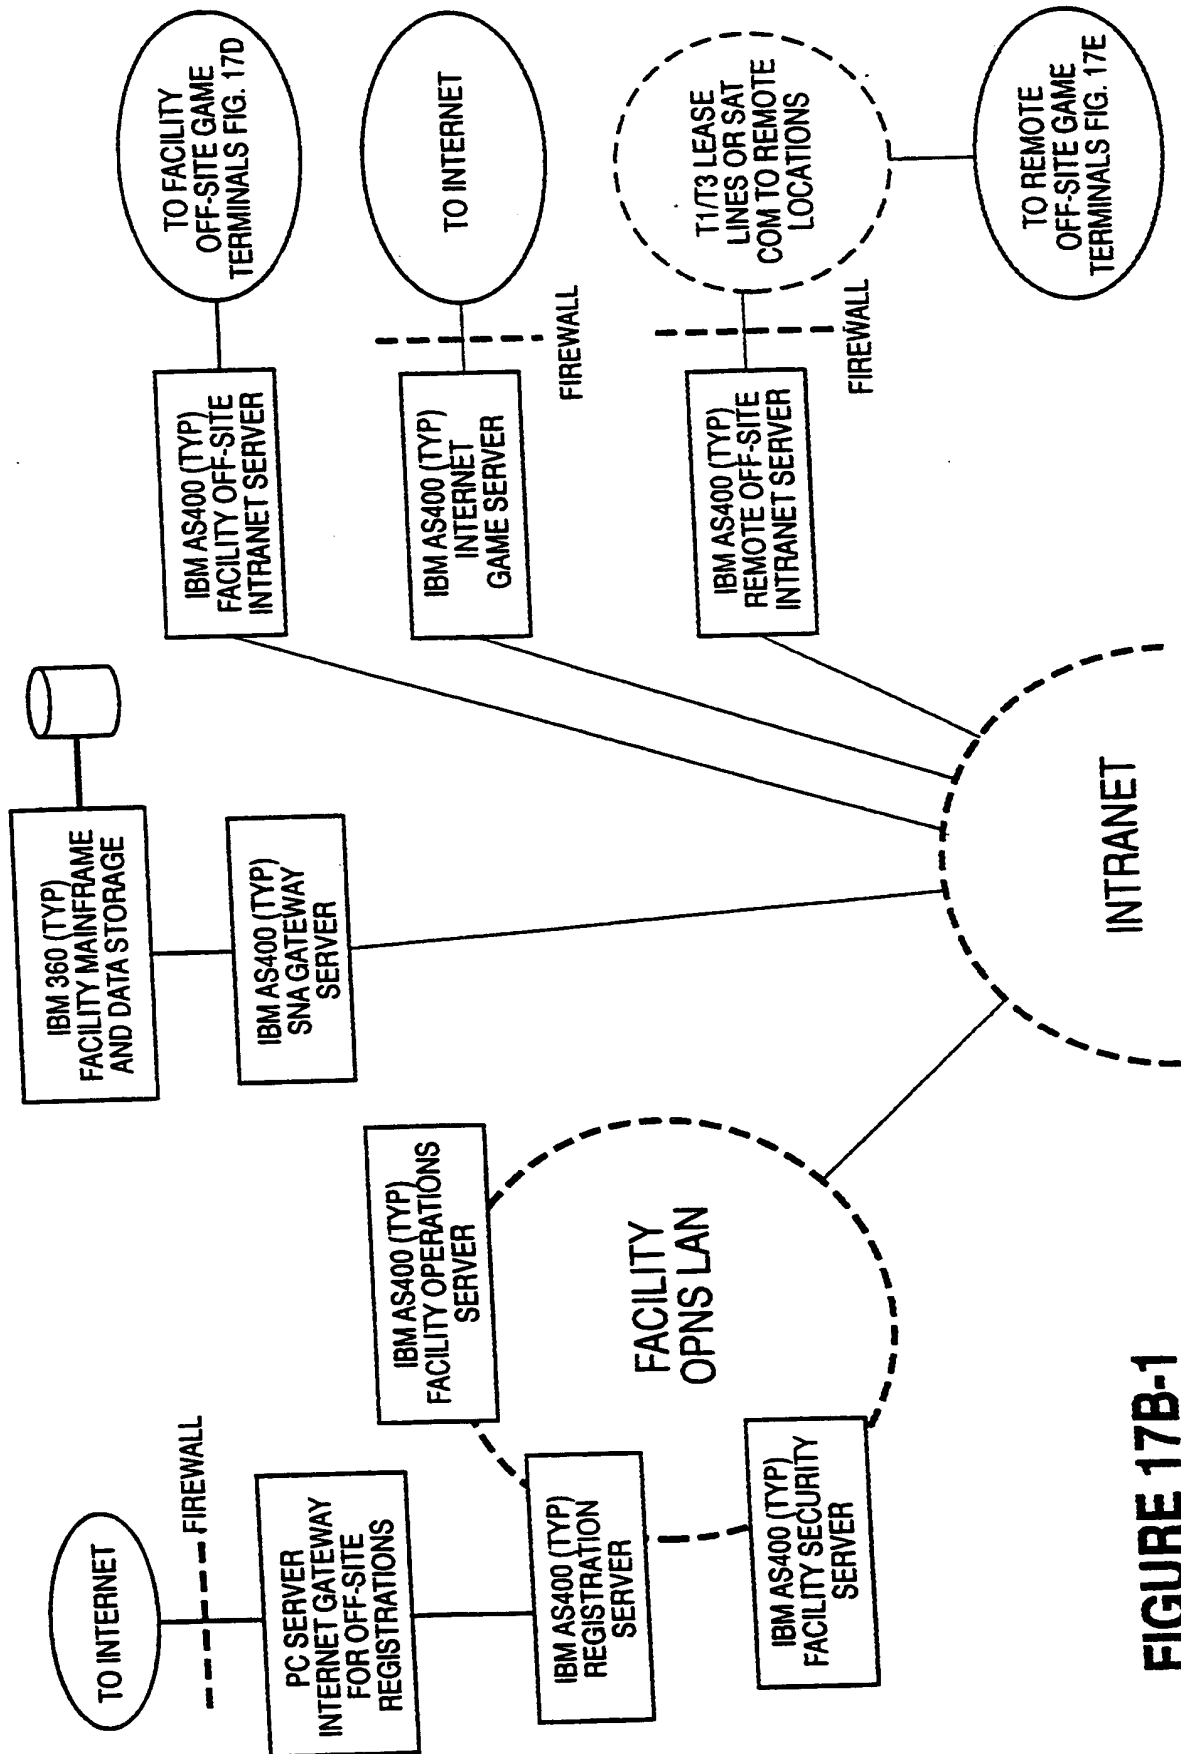 TO INTERNET
FIREWALL
PC SERVER
INTERNET GATEWAY
FOR OFF-SITE
REGISTRATIONS
IBM AS400 (TYP)
REGISTRATION
SERVER
IBM AS400 (TYP)
FACILITY SECURITY
SERVER
IBM AS400 (TYP)
FACILITY OPERATIONS
SERVER
FACILITY
OPNS LAN
IBM 360 (TYP)
FACILITY MAINFRAME
AND DATA STORAGE
IBM AS400 (TYP)
SNA GATEWAY
SERVER
INTRANET
IBM AS400 (TYP)
FACILITY OFF-SITE
INTRANET SERVER
TO FACILITY
OFF-SITE GAME
TERMINALS FIG. 17D
IBM AS400 (TYP)
INTERNET
GAME SERVER
FIREWALL
TO INTERNET
IBM AS400 (TYP)
REMOTE OFF-SITE
INTRANET SERVER
FIREWALL
T1/T3 LEASE
LINES OR SAT
COM TO REMOTE
LOCATIONS
TO REMOTE
OFF-SITE GAME
TERMINALS FIG. 17E
FIGURE 17B-1